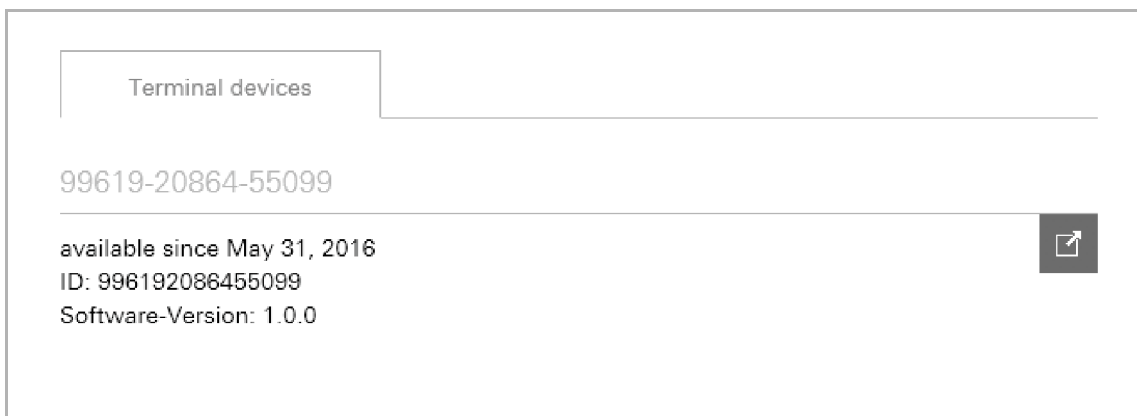 Terminal devices
99619-20864-55099
available since May 31, 2016
ID: 996192086455099
Software-Version: 1.0.0